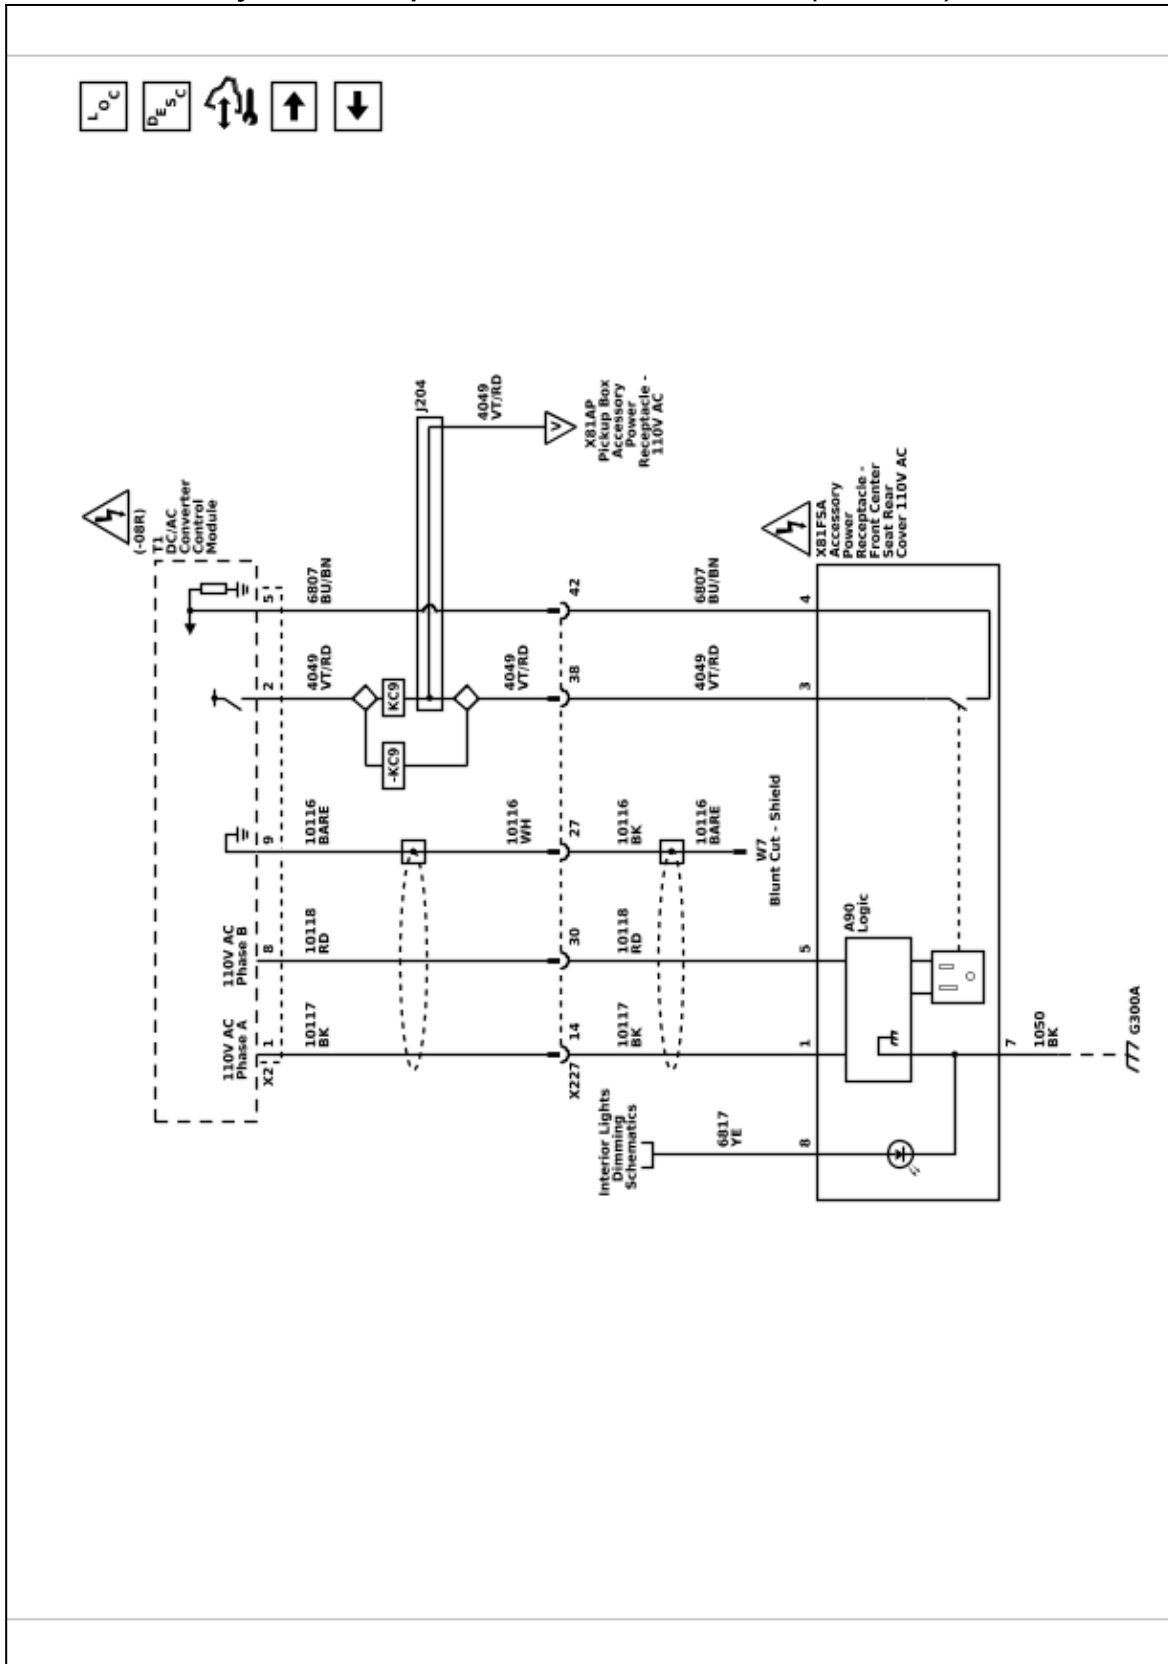 LOC
DESC
(-08R)
T1
DC/AC
Converter
Control
Module
110V AC
Phase A
110V AC
Phase B
X2
1
8
9
2
5
10117
BK
10118
RD
10116
BARE
4049
VT/RD
6807
BU/BN
-KC9
KC9
J204
4049
VT/RD
V
X81AP
Pickup Box
Accessory
Power
Receptacle -
110V AC
10116
WH
4049
VT/RD
X227
14
30
27
38
42
Interior Lights
Dimming
Schematics
10117
BK
10118
RD
10116
BK
10116
BARE
W7
Blunt Cut - Shield
4049
VT/RD
6807
BU/BN
6817
YE
8
1
5
3
4
X81FSA
Accessory
Power
Receptacle -
Front Center
Seat Rear
Cover 110V AC
A90
Logic
7
1050
BK
G300A